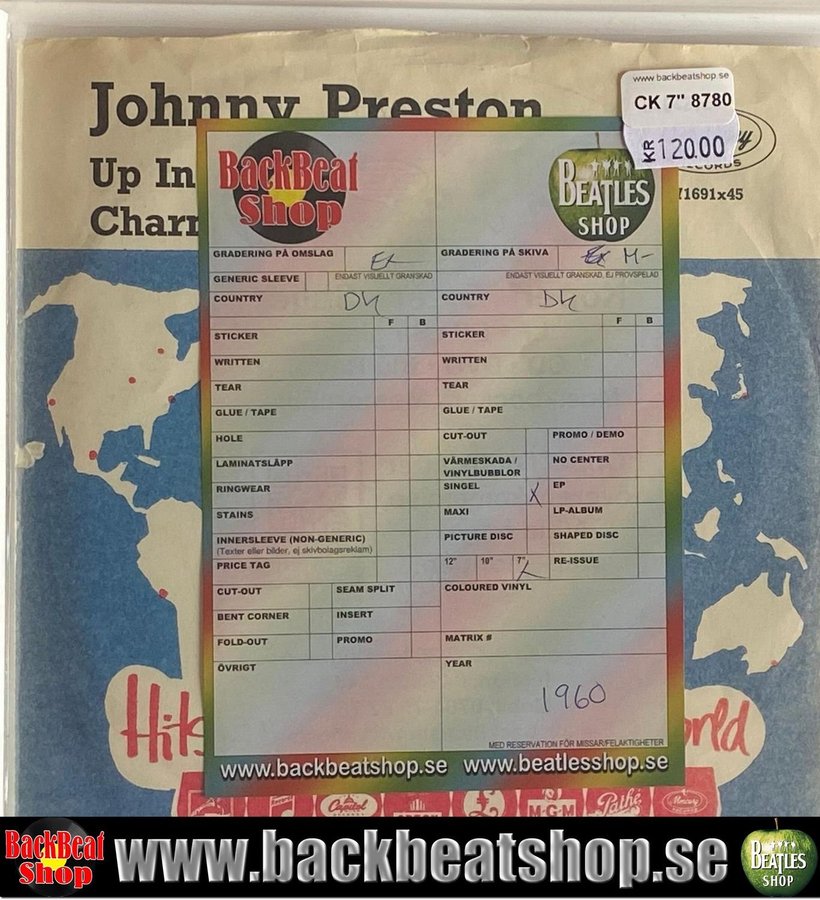 Johnny Preston
Up In
Charm
www.backbeatshop.se
CK 7" 8780
KR 120.00
71691x45
BackBeat
Shop
BEATLES
SHOP
GRADERING PÅ OMSLAG Ex
GRADERING PÅ SKIVA Ex M-
GENERIC SLEEVE
ENDAST VISUELLT GRANSKAD
ENDAST VISUELLT GRANSKAD, EJ PROVSPELAD
COUNTRY DK
COUNTRY DK
F B
F B
STICKER
STICKER
WRITTEN
WRITTEN
TEAR
TEAR
GLUE / TAPE
GLUE / TAPE
HOLE
CUT-OUT
PROMO / DEMO
LAMINATSLÄPP
VÄRMESKADA /
VINYLBUBBLOR
NO CENTER
RINGWEAR
SINGEL X
EP
STAINS
MAXI
LP-ALBUM
INNERSLEEVE (NON-GENERIC)
(Texter eller bilder, ej skivbolagsreklam)
PICTURE DISC
SHAPED DISC
PRICE TAG
12" 10" 7" X
RE-ISSUE
CUT-OUT
SEAM SPLIT
COLOURED VINYL
BENT CORNER
INSERT
FOLD-OUT
PROMO
MATRIX #
ÖVRIGT
YEAR
1960
MED RESERVATION FÖR MISSAR/FELAKTIGHETER
www.backbeatshop.se www.beatlesshop.se
Hits
orld
Capitol
£
M-G-M
Pathé
Mercury
BackBeat
Shop
www.backbeatshop.se
BEATLES
SHOP